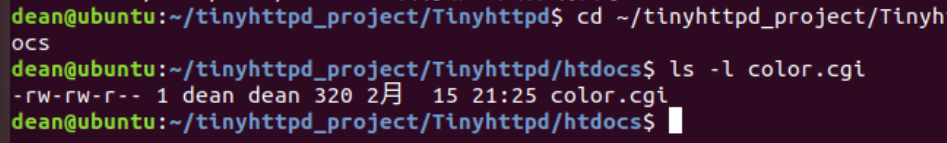 dean@ubuntu:~/tinyhttpd_project/Tinyhttpd$ cd ~/tinyhttpd_project/Tinyh
ocs
dean@ubuntu:~/tinyhttpd_project/Tinyhttpd/htdocs$ ls -l color.cgi
-rw-rw-r-- 1 dean dean 320 2月  15 21:25 color.cgi
dean@ubuntu:~/tinyhttpd_project/Tinyhttpd/htdocs$